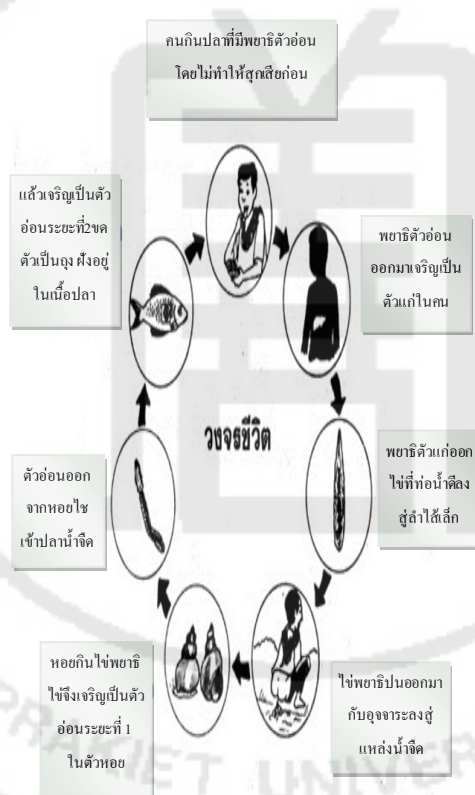 คนกินปลาที่มีพยาธิตัวอ่อน
โดยไม่ทำให้สุกเสียก่อน
พยาธิตัวอ่อน
ออกมาเจริญเป็น
ตัวแก่ในคน
พยาธิตัวแก่ออก
ไข่ที่ท่อน้ำดีลง
สู่ลำไส้เล็ก
ไข่พยาธิปนออกมา
กับอุจจาระลงสู่
แหล่งน้ำจืด
หอยกินไข่พยาธิ
ไข่จึงเจริญเป็นตัว
อ่อนระยะที่ 1
ในตัวหอย
ตัวอ่อนออก
จากหอยไช
เข้าปลาน้ำจืด
แล้วเจริญเป็นตัว
อ่อนระยะที่2ขด
ตัวเป็นถุง ฝังอยู่
ในเนื้อปลา
วงจรชีวิต